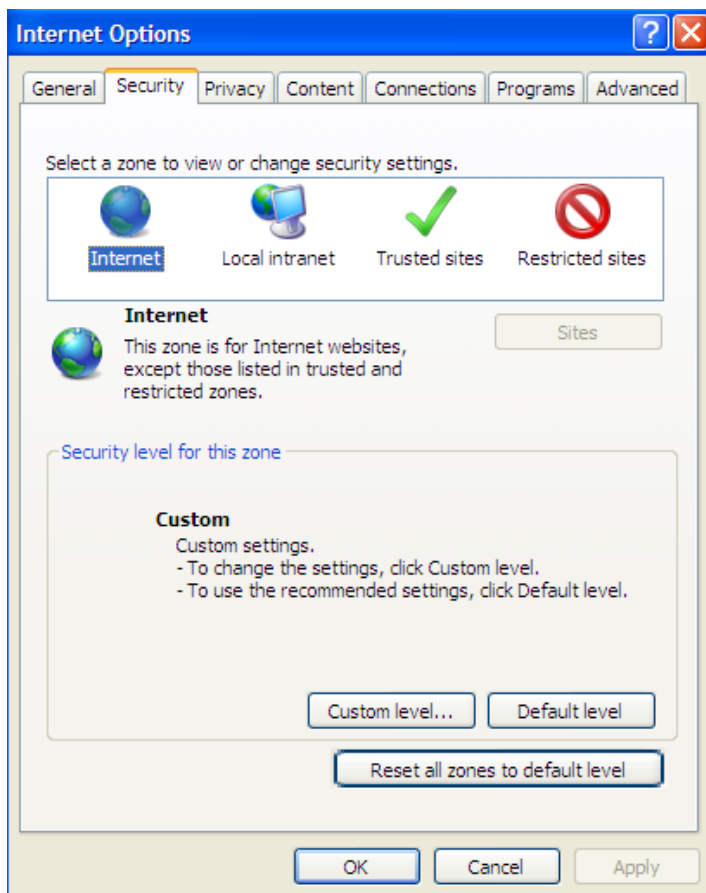 Internet Options
General Security Privacy Content Connections Programs Advanced
Select a zone to view or change security settings.
Internet Local intranet Trusted sites Restricted sites
Internet
Sites
This zone is for Internet websites,
except those listed in trusted and
restricted zones.
Security level for this zone
Custom
Custom settings.
- To change the settings, click Custom level.
- To use the recommended settings, click Default level.
Custom level... Default level
Reset all zones to default level
OK Cancel Apply